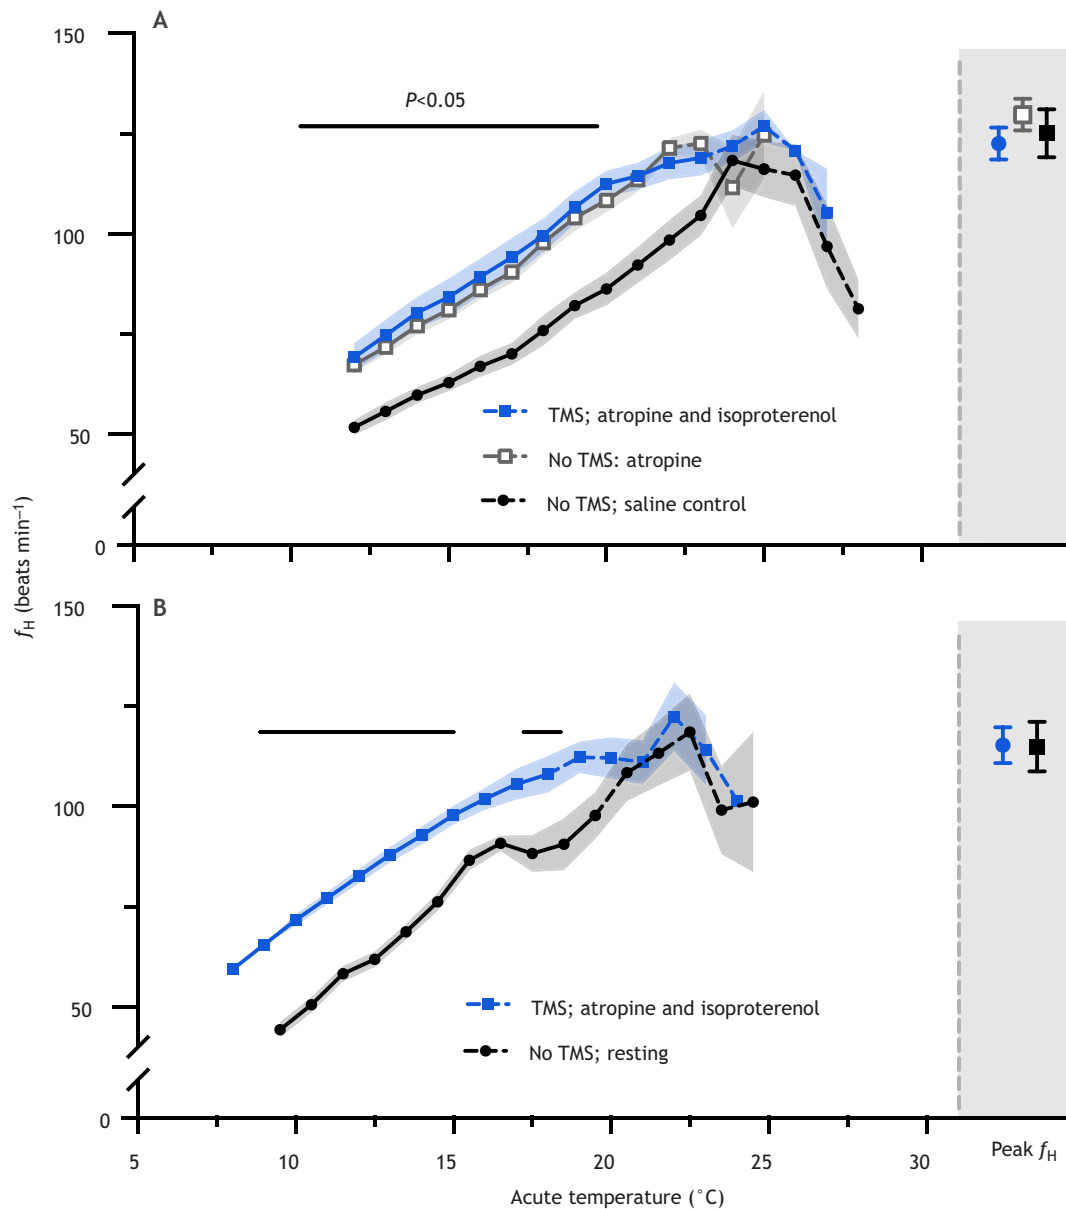 A
150
P<0.05
100
50
TMS; atropine and isoproterenol
No TMS: atropine
No TMS; saline control
0
fH (beats min–1)
B
150
100
50
TMS; atropine and isoproterenol
No TMS; resting
0
5 10 15 20 25 30 Peak fH
Acute temperature (°C)